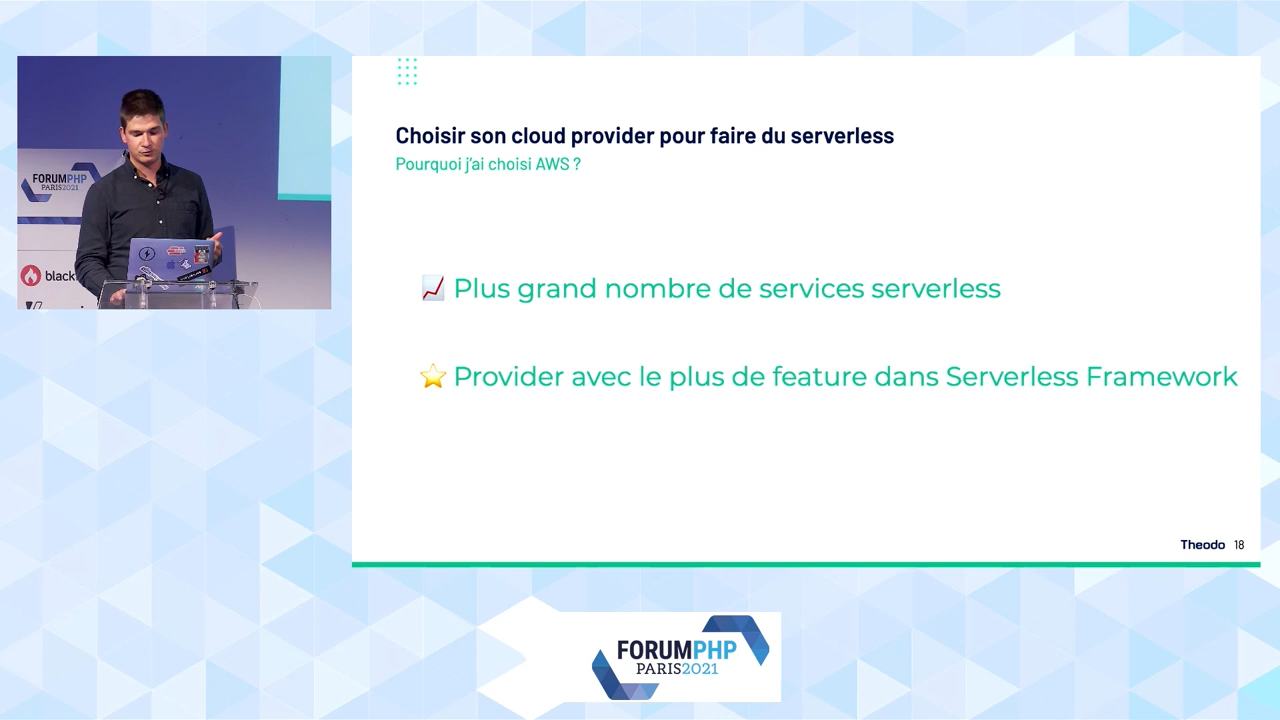 FORUMPHP
PARIS2021
black
Choisir son cloud provider pour faire du serverless
Pourquoi j'ai choisi AWS ?
Plus grand nombre de services serverless
Provider avec le plus de feature dans Serverless Framework
Theodo 18
FORUMPHP
PARIS2021